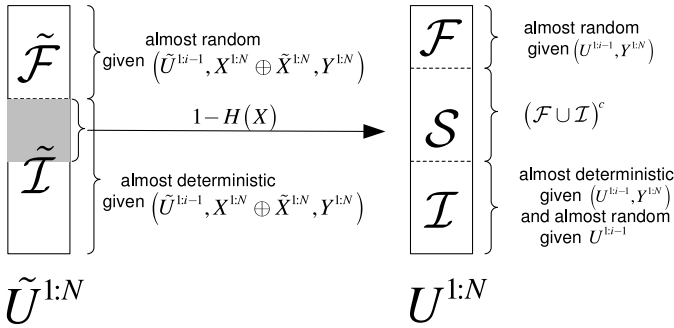 𝓕̃
almost random
given (Ũ^{1:i−1}, X^{1:N} ⊕ X̃^{1:N}, Y^{1:N})
1−H(X)
𝓘̃
almost deterministic
given (Ũ^{1:i−1}, X^{1:N} ⊕ X̃^{1:N}, Y^{1:N})
Ũ^{1:N}
𝓕
almost random
given (U^{1:i−1}, Y^{1:N})
𝓢
(𝓕 ∪ 𝓘)^c
𝓘
almost deterministic
given (U^{1:i−1}, Y^{1:N})
and almost random
given U^{1:i−1}
U^{1:N}